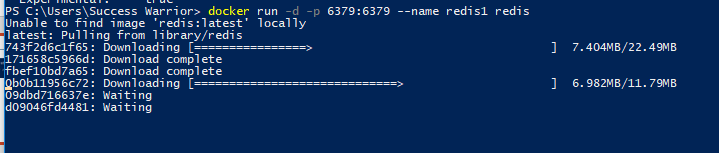 PS C:\Users\Success Warrior> docker run -d -p 6379:6379 --name redis1 redis
Unable to find image 'redis:latest' locally
latest: Pulling from library/redis
743f2d6c1f65: Downloading [================> ] 7.404MB/22.49MB
171658c5966d: Download complete
fbef10bd7a65: Download complete
0b0b11956c72: Downloading [=============================> ] 6.982MB/11.79MB
09dbd716637e: Waiting
d09046fd4481: Waiting